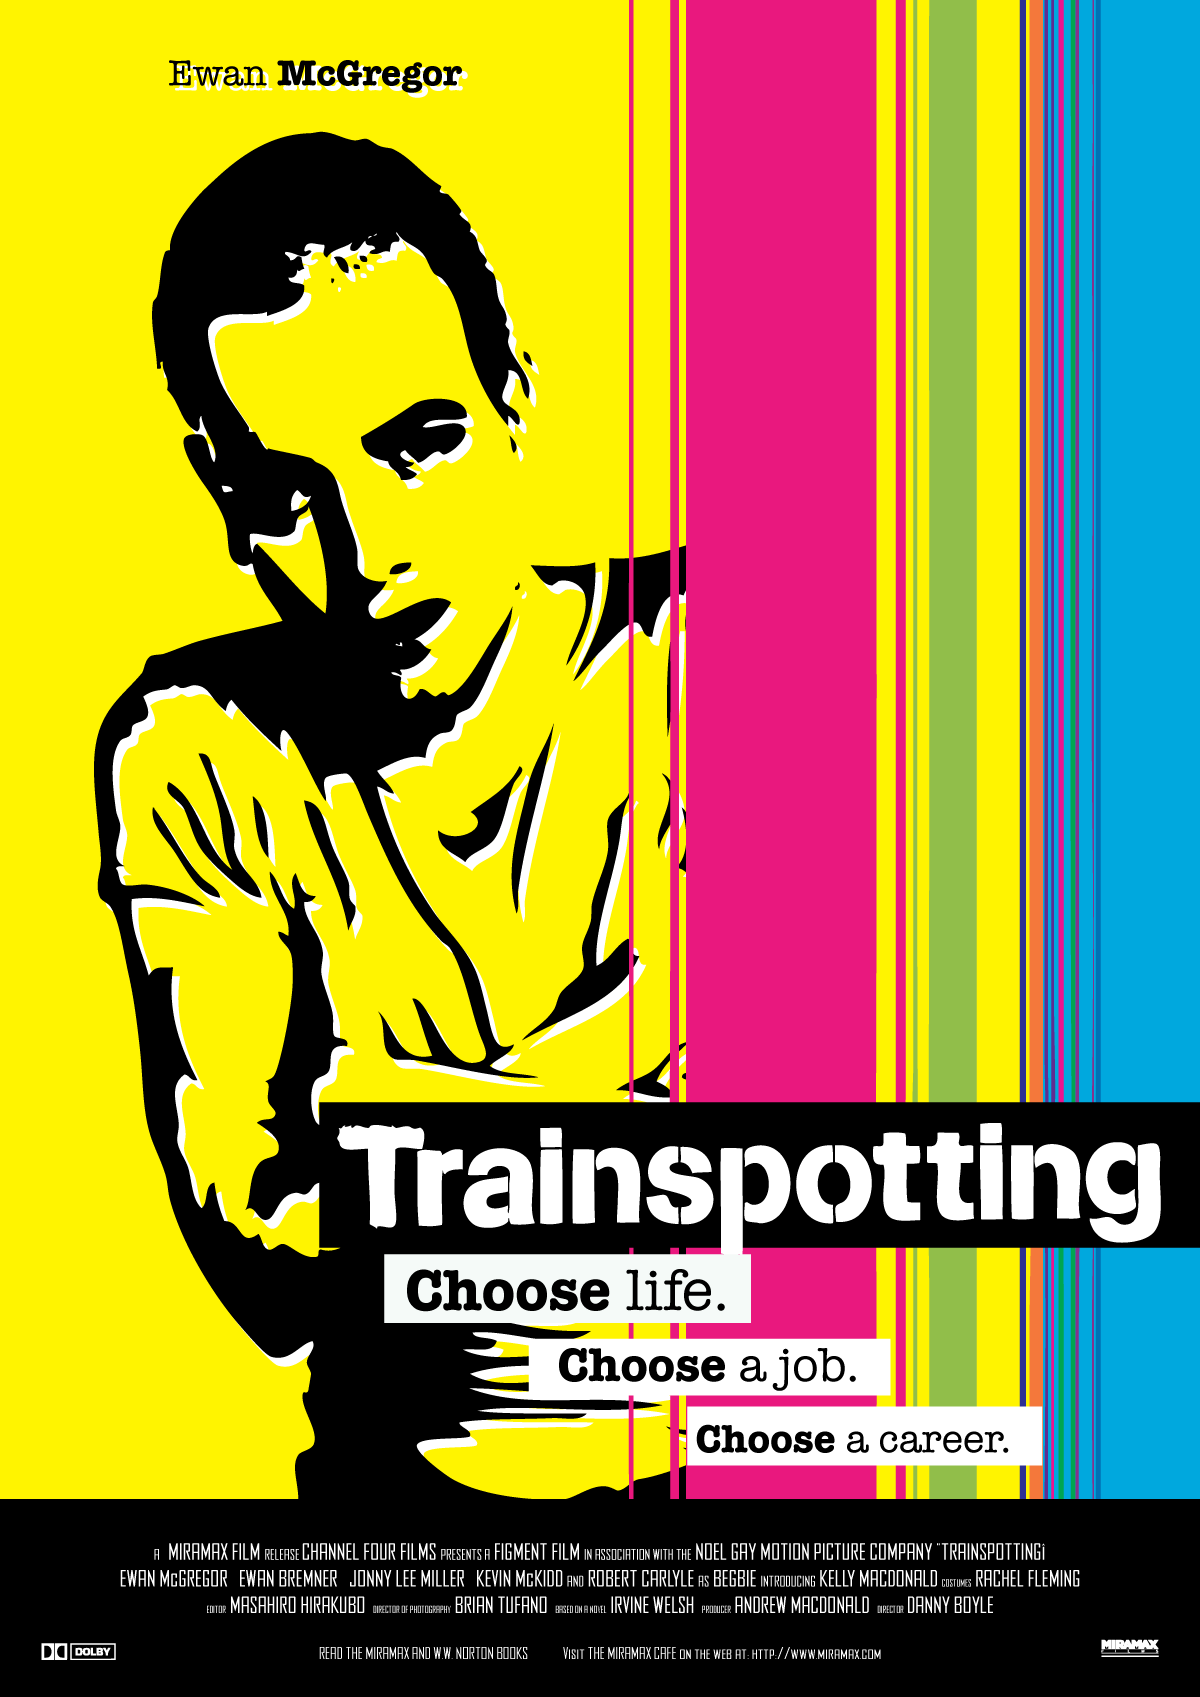 Ewan McGregor
Trainspotting
Choose life.
Choose a job.
Choose a career.
A MIRAMAX FILM RELEASE CHANNEL FOUR FILMS PRESENTS A FIGMENT FILM IN ASSOCIATION WITH THE NOEL GAY MOTION PICTURE COMPANY "TRAINSPOTTING¡
EWAN McGREGOR EWAN BREMNER JONNY LEE MILLER KEVIN McKIDD AND ROBERT CARLYLE AS BEGBIE INTRODUCING KELLY MACDONALD COSTUMES RACHEL FLEMING
EDITOR MASAHIRO HIRAKUBO DIRECTOR OF PHOTOGRAPHY BRIAN TUFANO BASED ON A NOVEL IRVINE WELSH PRODUCER ANDREW MACDONALD DIRECTOR DANNY BOYLE
DOLBY READ THE MIRAMAX AND W.W. NORTON BOOKS VISIT THE MIRAMAX CAFE ON THE WEB AT: HTTP://WWW.MIRAMAX.COM MIRAMAX